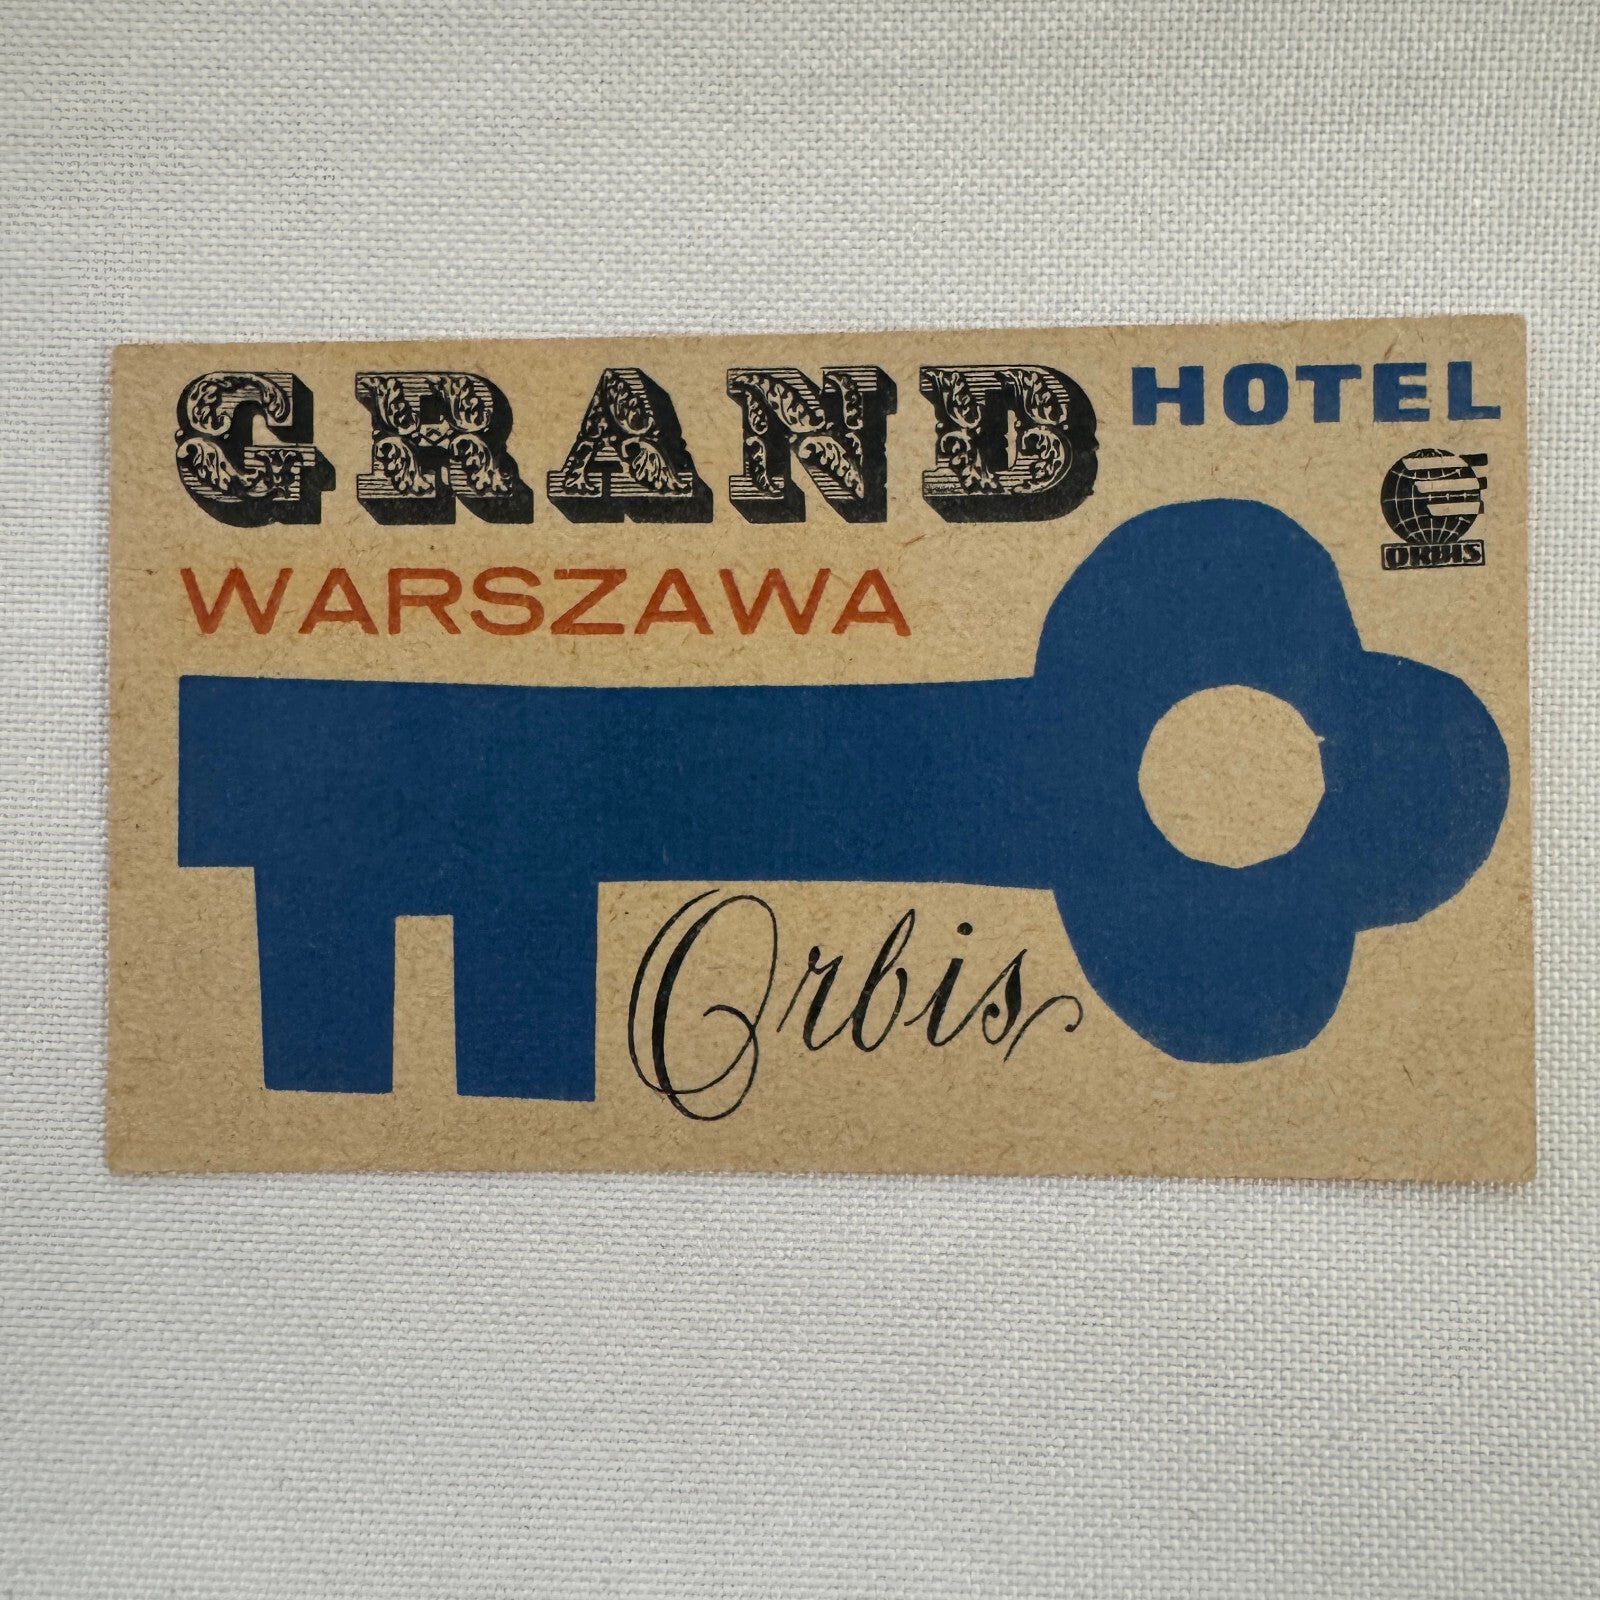 GRAND HOTEL
ORBIS
WARSZAWA
Orbis